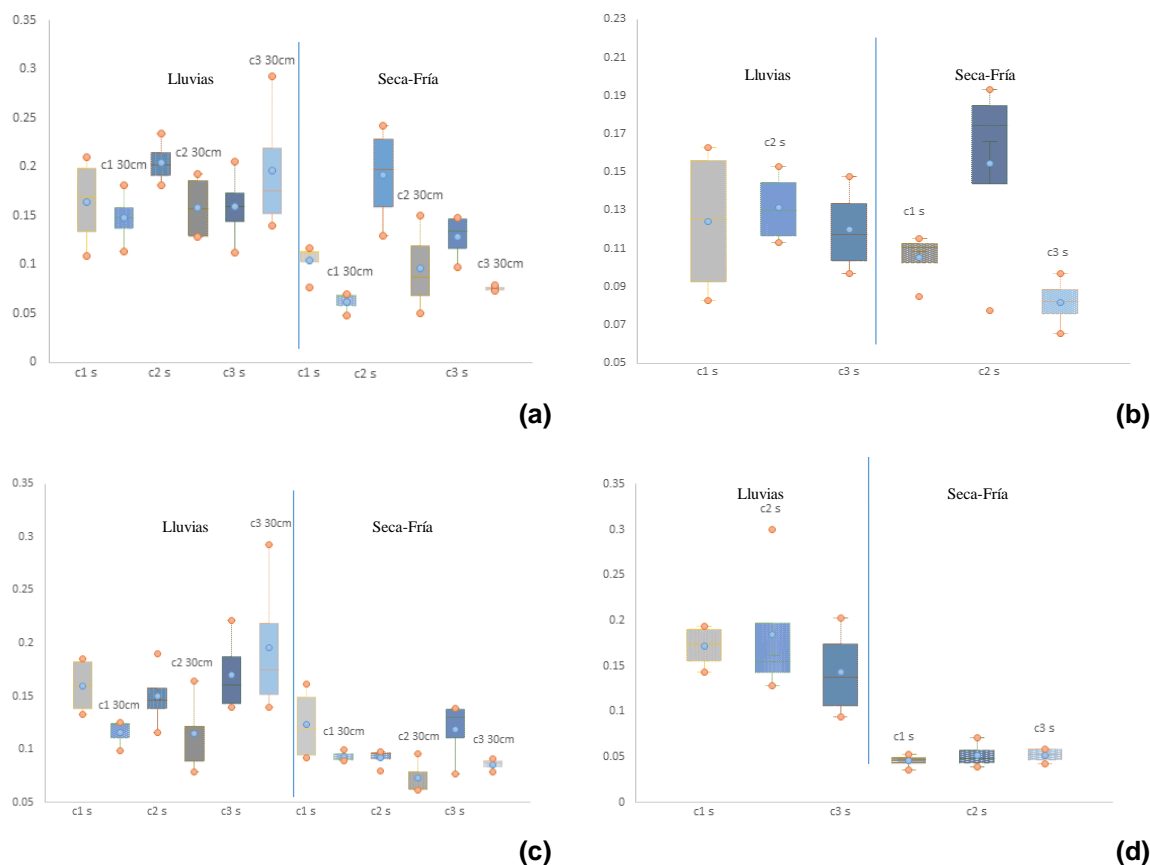 0.35
0.3
0.25
0.2
0.15
0.1
0.05
0
Lluvias
Seca-Fría
c3 30cm
c1 30cm
c2 30cm
c2 30cm
c1 30cm
c3 30cm
c1 s
c2 s
c3 s
c1 s
c2 s
c3 s
(a)
0.23
0.21
0.19
0.17
0.15
0.13
0.11
0.09
0.07
0.05
Lluvias
Seca-Fría
c2 s
c1 s
c3 s
c1 s
c3 s
c2 s
(b)
0.35
0.3
0.25
0.2
0.15
0.1
0.05
Lluvias
Seca-Fría
c3 30cm
c2 30cm
c1 30cm
c1 30cm
c2 30cm
c3 30cm
c1 s
c2 s
c3 s
c1 s
c2 s
c3 s
(c)
0.35
0.3
0.25
0.2
0.15
0.1
0.05
0
Lluvias
Seca-Fría
c2 s
c1 s
c3 s
c1 s
c3 s
c2 s
(d)